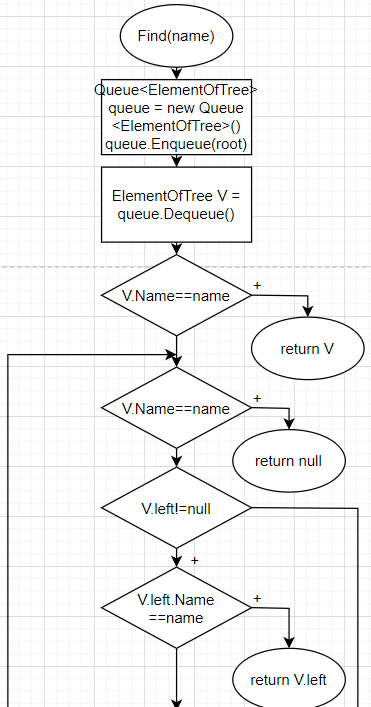 Find(name)
Queue<ElementOfTree>
queue = new Queue
<ElementOfTree>()
queue.Enqueue(root)
ElementOfTree V =
queue.Dequeue()
V.Name==name
+
return V
V.Name==name
+
return null
V.left!=null
+
V.left.Name
==name
+
return V.left